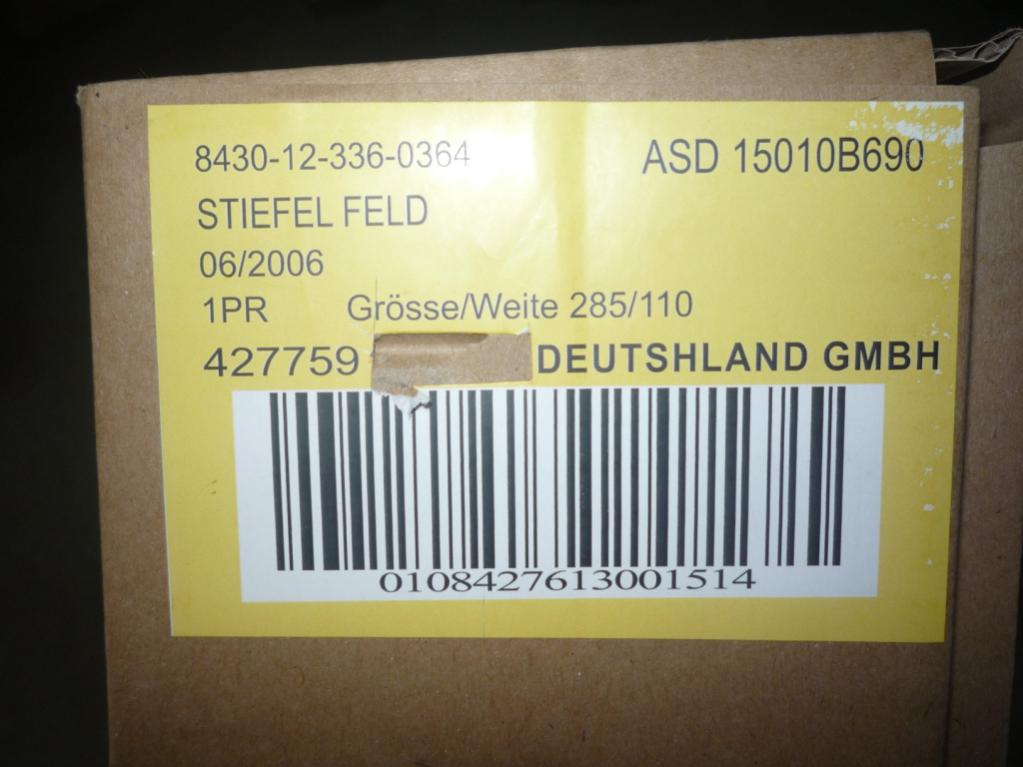 8430-12-336-0364 ASD 15010B690
STIEFEL FELD
06/2006
1PR Grösse/Weite 285/110
427759 DEUTSHLAND GMBH
0108427613001514